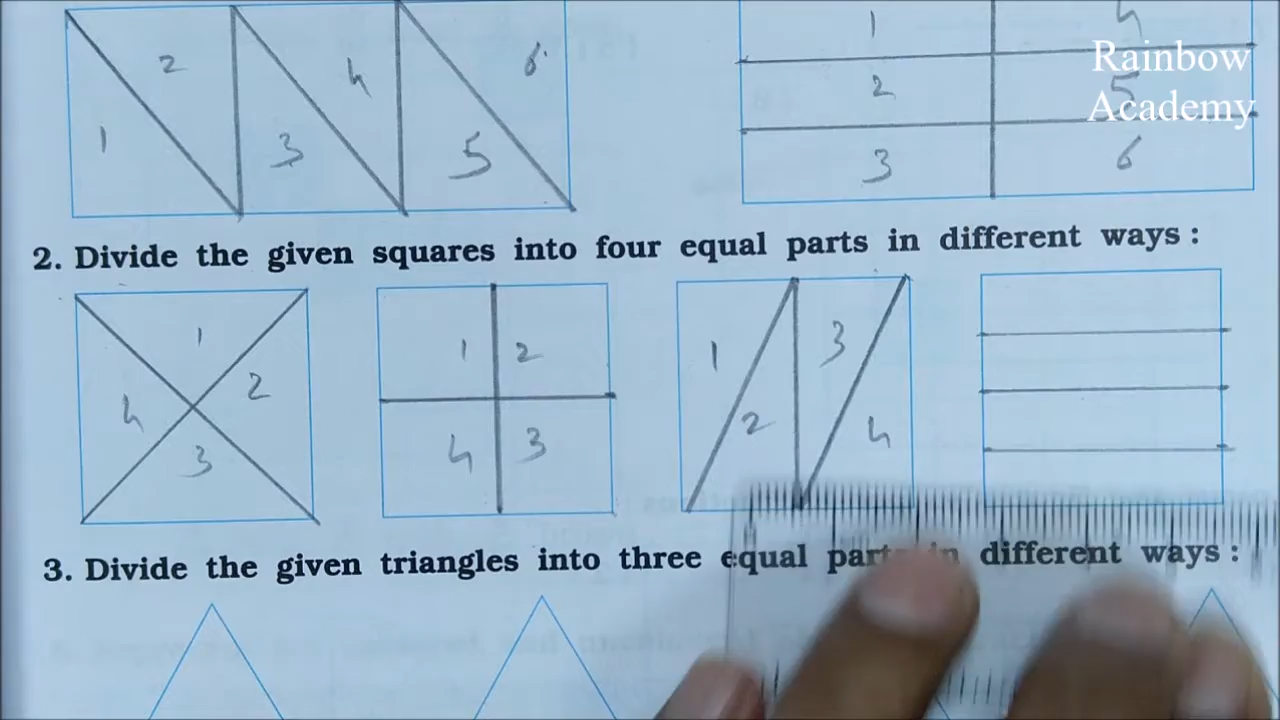 2 4 6 1 4
1 3 5 2 5
3 6
Rainbow
Academy
2. Divide the given squares into four equal parts in different ways :
1 2 3 4
1 2 4 3
1 2 3 4
3. Divide the given triangles into three equal parts in different ways :